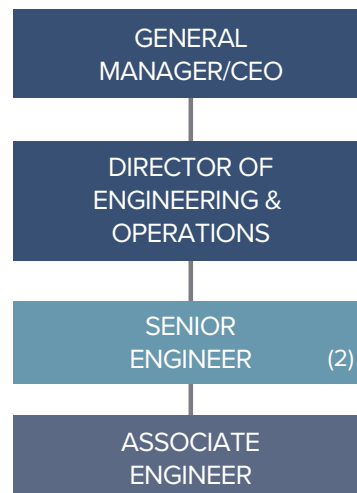 GENERAL
MANAGER/CEO
DIRECTOR OF
ENGINEERING &
OPERATIONS
SENIOR
ENGINEER (2)
ASSOCIATE
ENGINEER